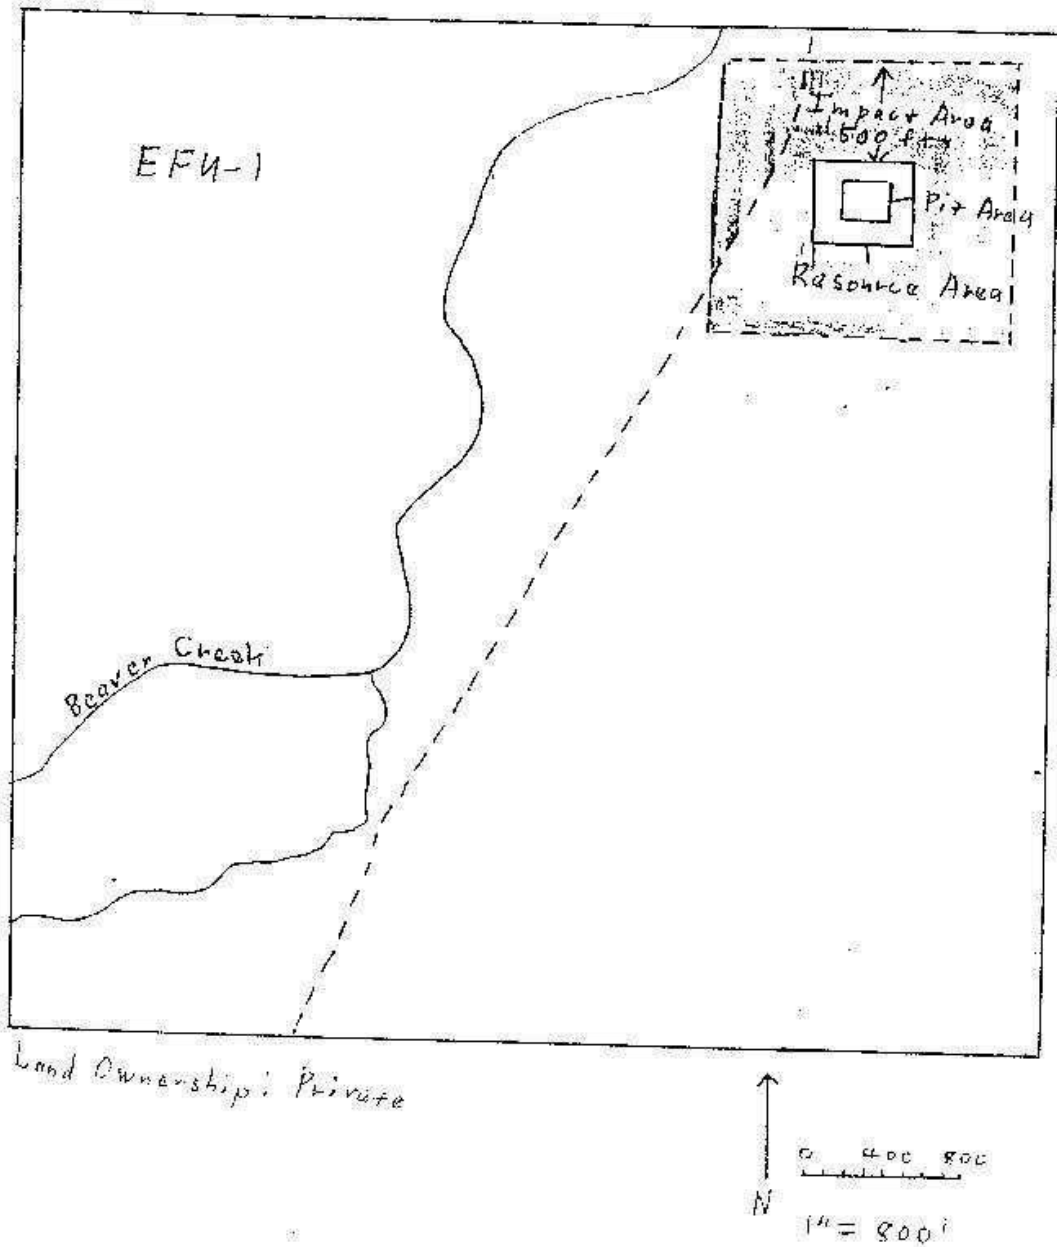 EFU-1
Impact Area
500 ft
Pit Area
Resource Area
Beaver Creek
Land Ownership: Private
0 400 800
N
1" = 800'